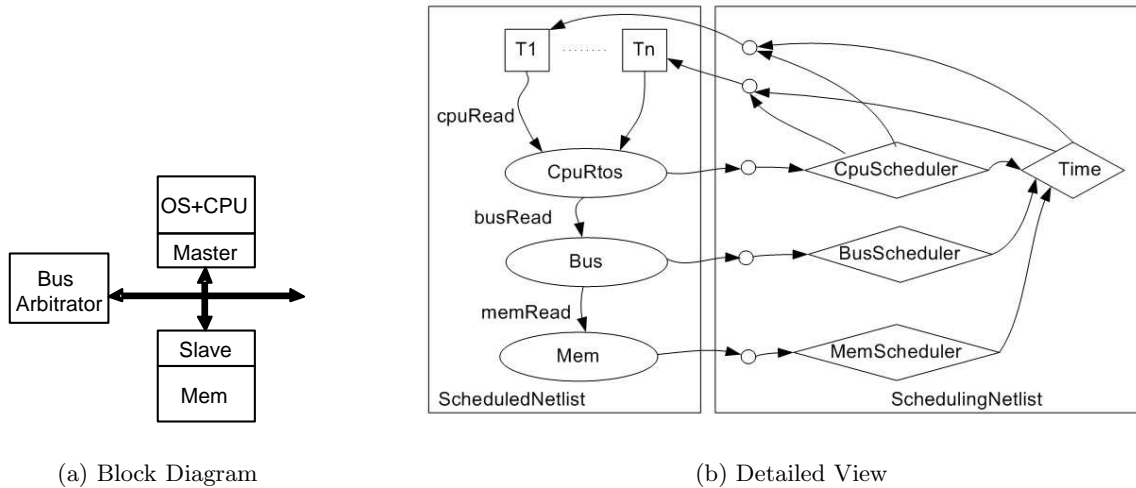 OS+CPU
Master
Bus
Arbitrator
Slave
Mem
(a) Block Diagram
T1 ........ Tn
cpuRead
CpuRtos
CpuScheduler
Time
busRead
Bus
BusScheduler
memRead
Mem
MemScheduler
ScheduledNetlist
SchedulingNetlist
(b) Detailed View